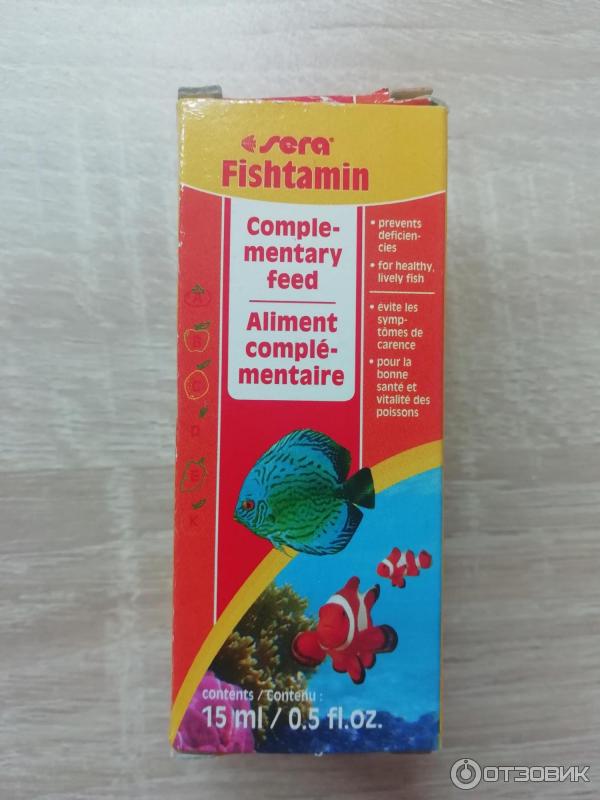 sera®
Fishtamin
Comple-
mentary
feed
Aliment
complé-
mentaire
• prevents
deficien-
cies
• for healthy,
lively fish
• évite les
symp-
tômes de
carence
• pour la
bonne
santé et
vitalité des
poissons
A
B
C
D
E
K
contents / Contenu :
15 ml / 0.5 fl.oz.
ОТЗОВИК